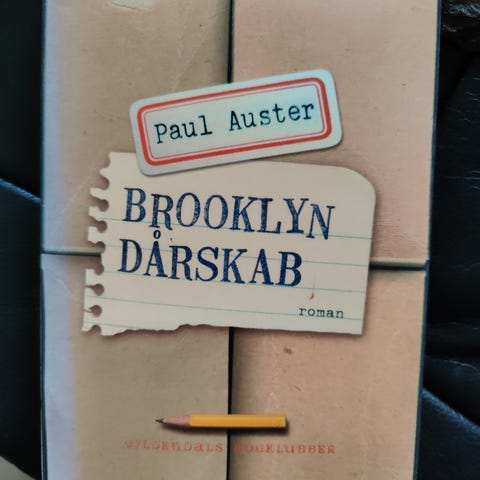 Paul Auster
BROOKLYN
DÅRSKAB
roman
GYLDENDALS BOGKLUBBER